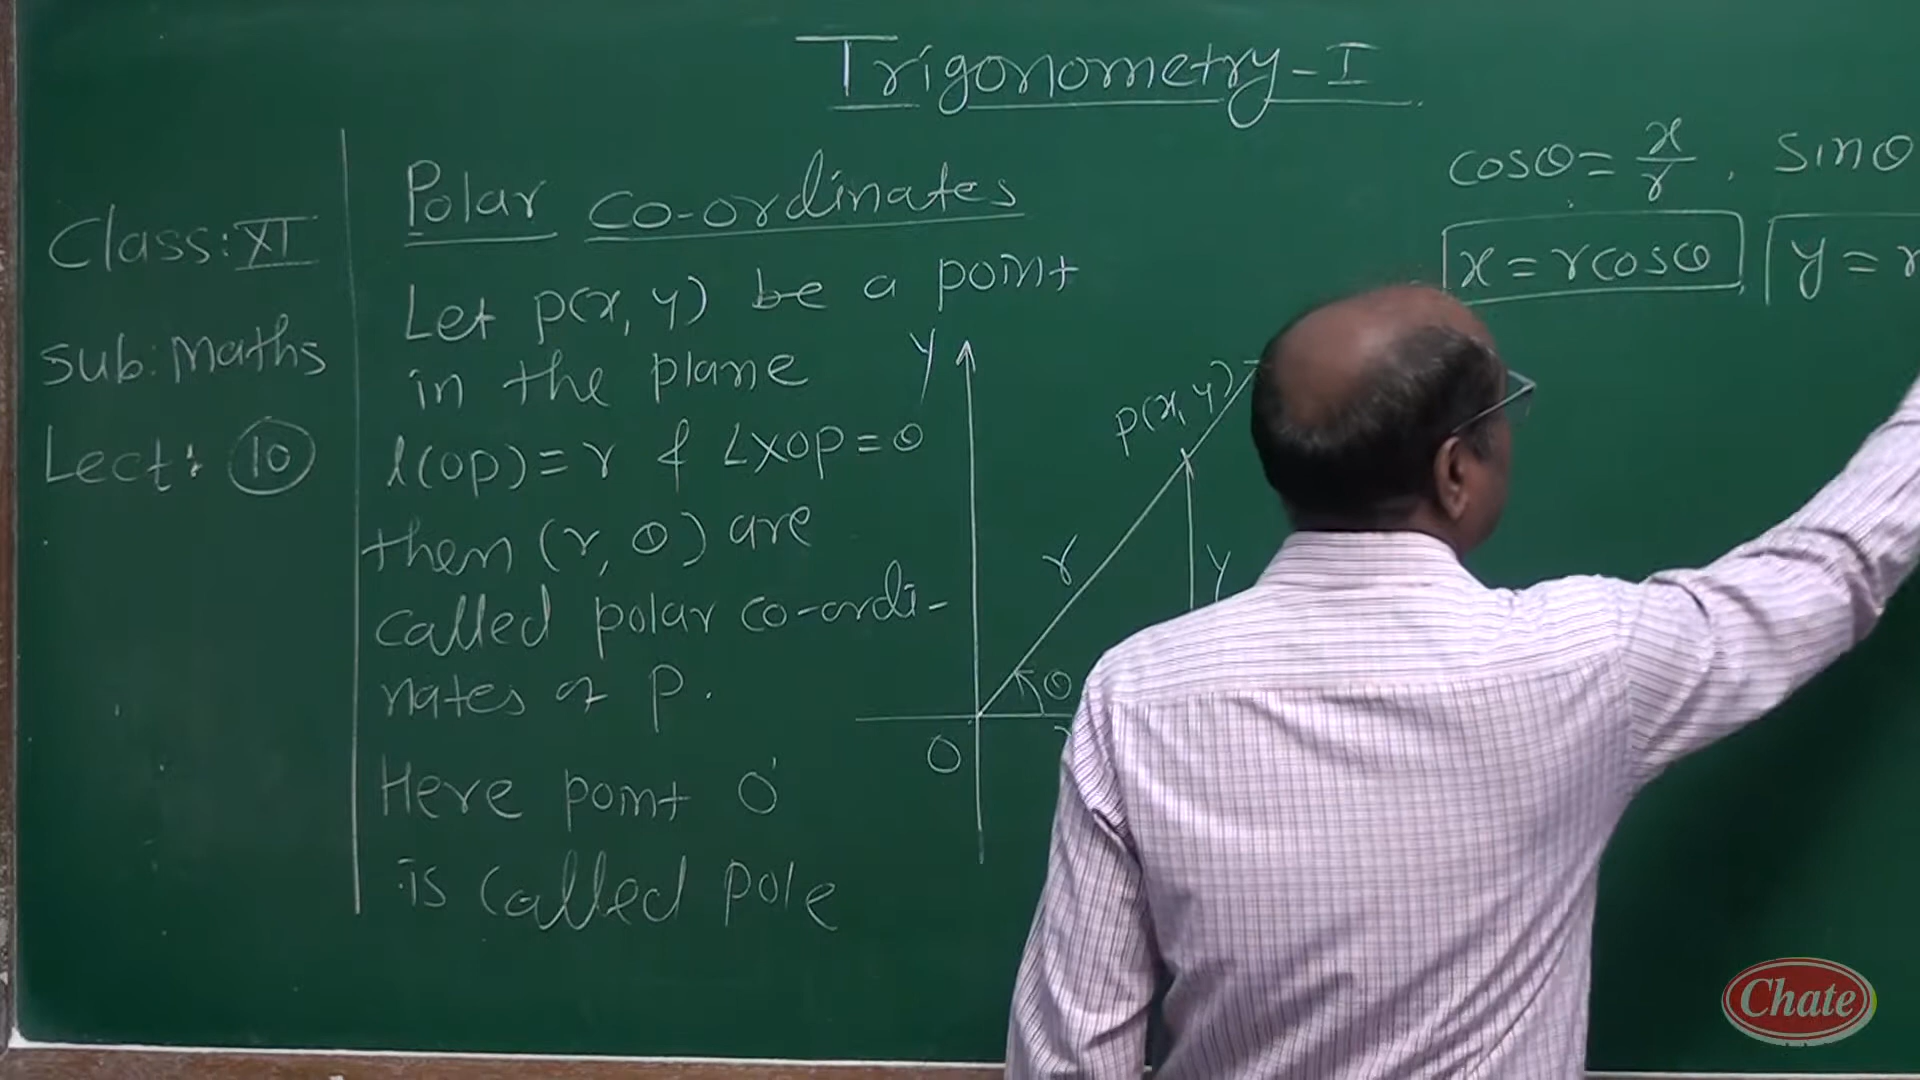 Trigonometry-I
Class: XI
Sub: Maths
Lect: 10
Polar co-ordinates
Let p(x, y) be a point
in the plane
l(op) = r & ∠XOP = θ
then (r, θ) are
called polar co-ordi-
nates of P.
Here point O'
is called pole
Y
P(x, y)
r
y
θ
O
cosθ = x/r , sinθ
x = rcosθ , y = r
Chate